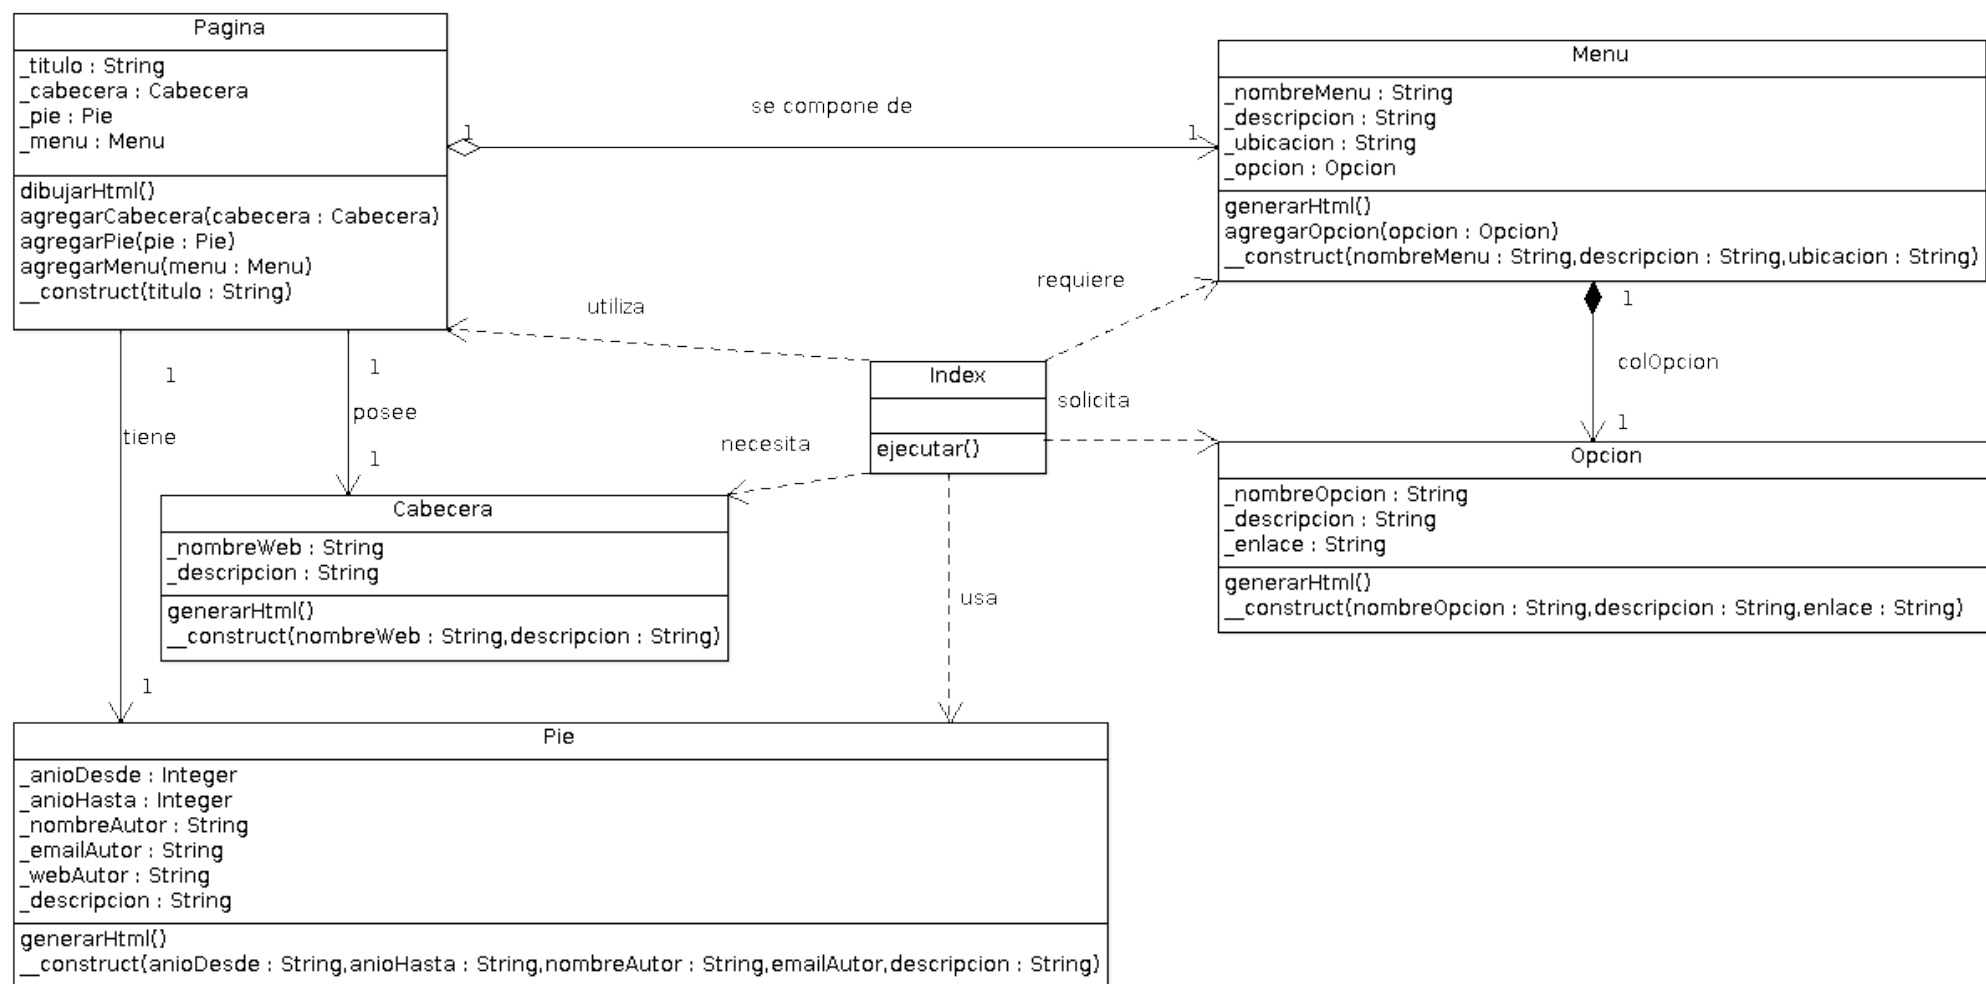 Pagina
_titulo : String
_cabecera : Cabecera
_pie : Pie
_menu : Menu
dibujarHtml()
agregarCabecera(cabecera : Cabecera)
agregarPie(pie : Pie)
agregarMenu(menu : Menu)
__construct(titulo : String)
1
se compone de
1
Menu
_nombreMenu : String
_descripcion : String
_ubicacion : String
_opcion : Opcion
generarHtml()
agregarOpcion(opcion : Opcion)
__construct(nombreMenu : String,descripcion : String,ubicacion : String)
utiliza
requiere
1
colOpcion
1
1
tiene
1
1
posee
1
Index
ejecutar()
solicita
necesita
usa
Opcion
_nombreOpcion : String
_descripcion : String
_enlace : String
generarHtml()
__construct(nombreOpcion : String,descripcion : String,enlace : String)
Cabecera
_nombreWeb : String
_descripcion : String
generarHtml()
__construct(nombreWeb : String,descripcion : String)
Pie
_anioDesde : Integer
_anioHasta : Integer
_nombreAutor : String
_emailAutor : String
_webAutor : String
_descripcion : String
generarHtml()
__construct(anioDesde : String,anioHasta : String,nombreAutor : String,emailAutor,descripcion : String)